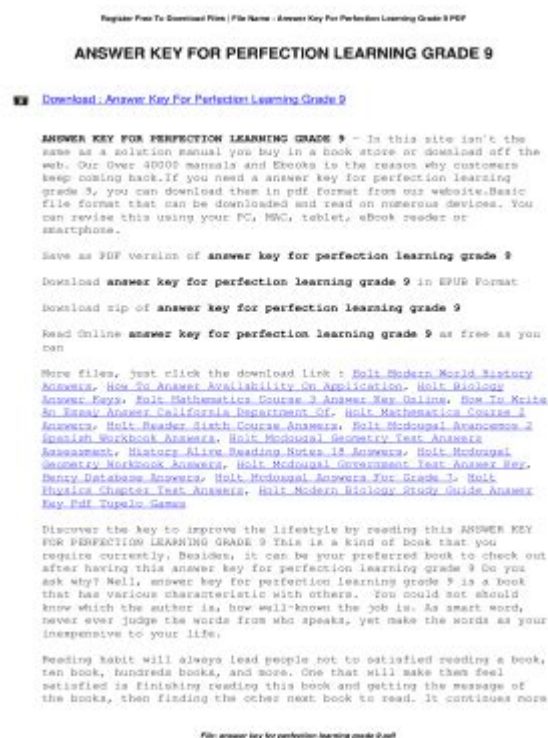 Register Free To Download Files | File Name : Answer Key For Perfection Learning Grade 9 PDF
ANSWER KEY FOR PERFECTION LEARNING GRADE 9
Download : Answer Key For Perfection Learning Grade 9
ANSWER KEY FOR PERFECTION LEARNING GRADE 9 - In this site isn't the
same as a solution manual you buy in a book store or download off the
web. Our Over 40000 manuals and Ebooks is the reason why customers
keep coming back.If you need a answer key for perfection learning
grade 9, you can download them in pdf format from our website.Basic
file format that can be downloaded and read on numerous devices. You
can revise this using your PC, MAC, tablet, eBook reader or
smartphone.
Save as PDF version of answer key for perfection learning grade 9
Download answer key for perfection learning grade 9 in EPUB Format
Download zip of answer key for perfection learning grade 9
Read Online answer key for perfection learning grade 9 as free as you
can
More files, just click the download link : Holt Modern World History
Answers, How To Answer Availability On Application, Holt Biology
Answer Keys, Holt Mathematics Course 3 Answer Key Online, How To Write
An Essay Answer California Department Of, Holt Mathematics Course 2
Answers, Holt Reader Sixth Course Answers, Holt Mcdougal Avancemos 2
Spanish Workbook Answers, Holt Mcdougal Geometry Test Answers
Assessment, History Alive Reading Notes 18 Answers, Holt Mcdougal
Geometry Workbook Answers, Holt Mcdougal Government Test Answer Key,
Henry Database Answers, Holt Mcdougal Answers For Grade 7, Holt
Physics Chapter Test Answers, Holt Modern Biology Study Guide Answer
Key Pdf Tupelo Games
Discover the key to improve the lifestyle by reading this ANSWER KEY
FOR PERFECTION LEARNING GRADE 9 This is a kind of book that you
require currently. Besides, it can be your preferred book to check out
after having this answer key for perfection learning grade 9 Do you
ask why? Well, answer key for perfection learning grade 9 is a book
that has various characteristic with others. You could not should
know which the author is, how well-known the job is. As smart word,
never ever judge the words from who speaks, yet make the words as your
inexpensive to your life.
Reading habit will always lead people not to satisfied reading a book,
ten book, hundreds books, and more. One that will make them feel
satisfied is finishing reading this book and getting the message of
the books, then finding the other next book to read. It continues more
File: answer key for perfection learning grade 9.pdf